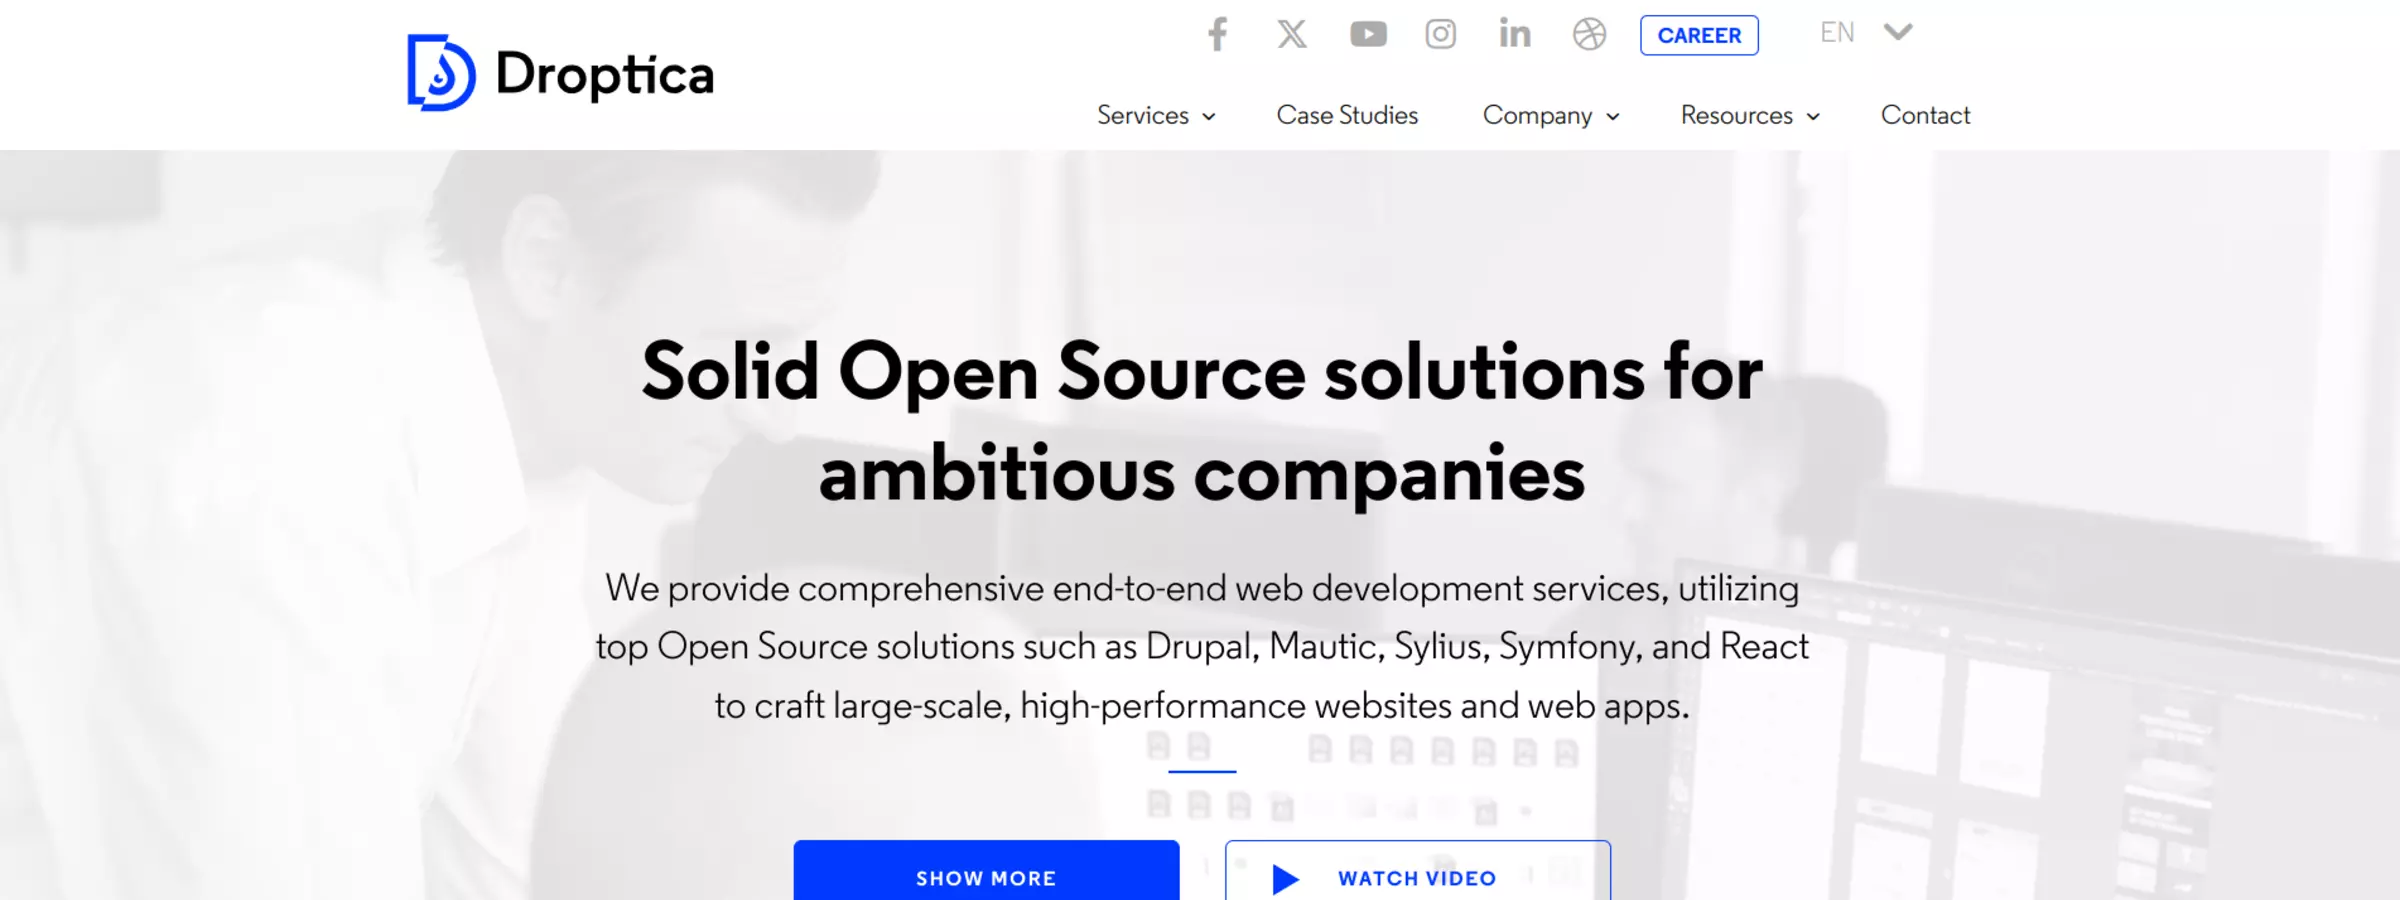 Droptica
CAREER
EN
Services
Case Studies
Company
Resources
Contact
Solid Open Source solutions for
ambitious companies
We provide comprehensive end-to-end web development services, utilizing
top Open Source solutions such as Drupal, Mautic, Sylius, Symfony, and React
to craft large-scale, high-performance websites and web apps.
SHOW MORE
WATCH VIDEO